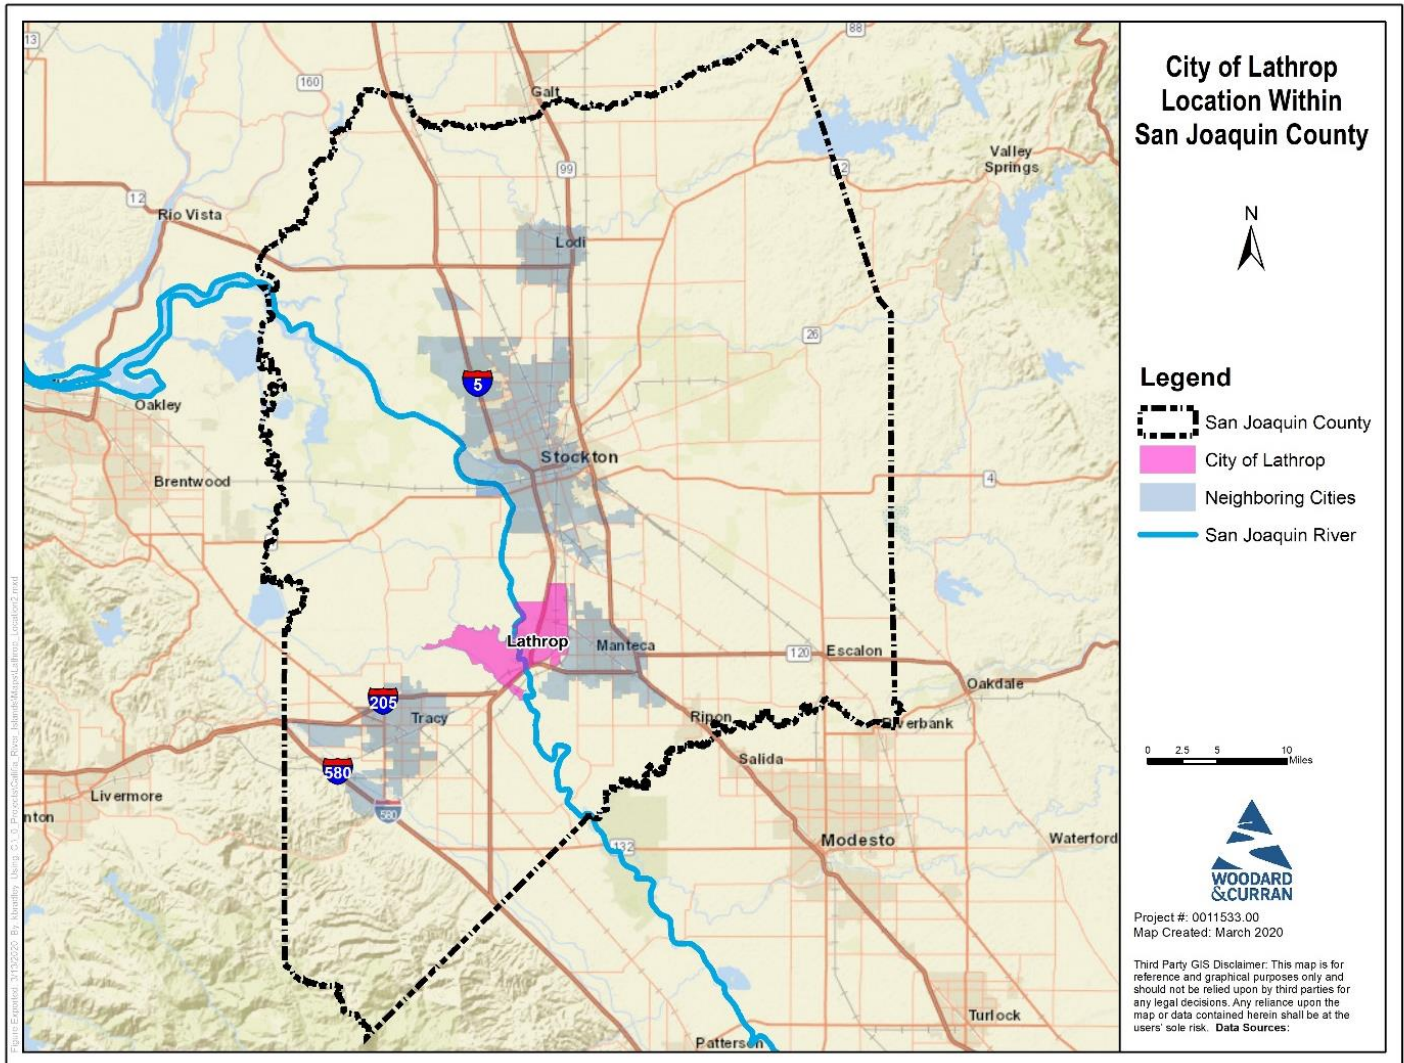 City of Lathrop
Location Within
San Joaquin County
N
Legend
San Joaquin County
City of Lathrop
Neighboring Cities
San Joaquin River
0 2.5 5 10
Miles
WOODARD
&CURRAN
Project #: 0011533.00
Map Created: March 2020
Third Party GIS Disclaimer: This map is for
reference and graphical purposes only and
should not be relied upon by third parties for
any legal decisions. Any reliance upon the
map or data contained herein shall be at the
users' sole risk. Data Sources:
13
88
160
Galt
99
Valley
Springs
12
Rio Vista
Lodi
26
5
Oakley
Stockton
Brentwood
4
Lathrop
Manteca
120
Escalon
205
Tracy
Oakdale
Ripon
Riverbank
580
Salida
Livermore
580
nton
132
Modesto
Waterford
Turlock
Patterson